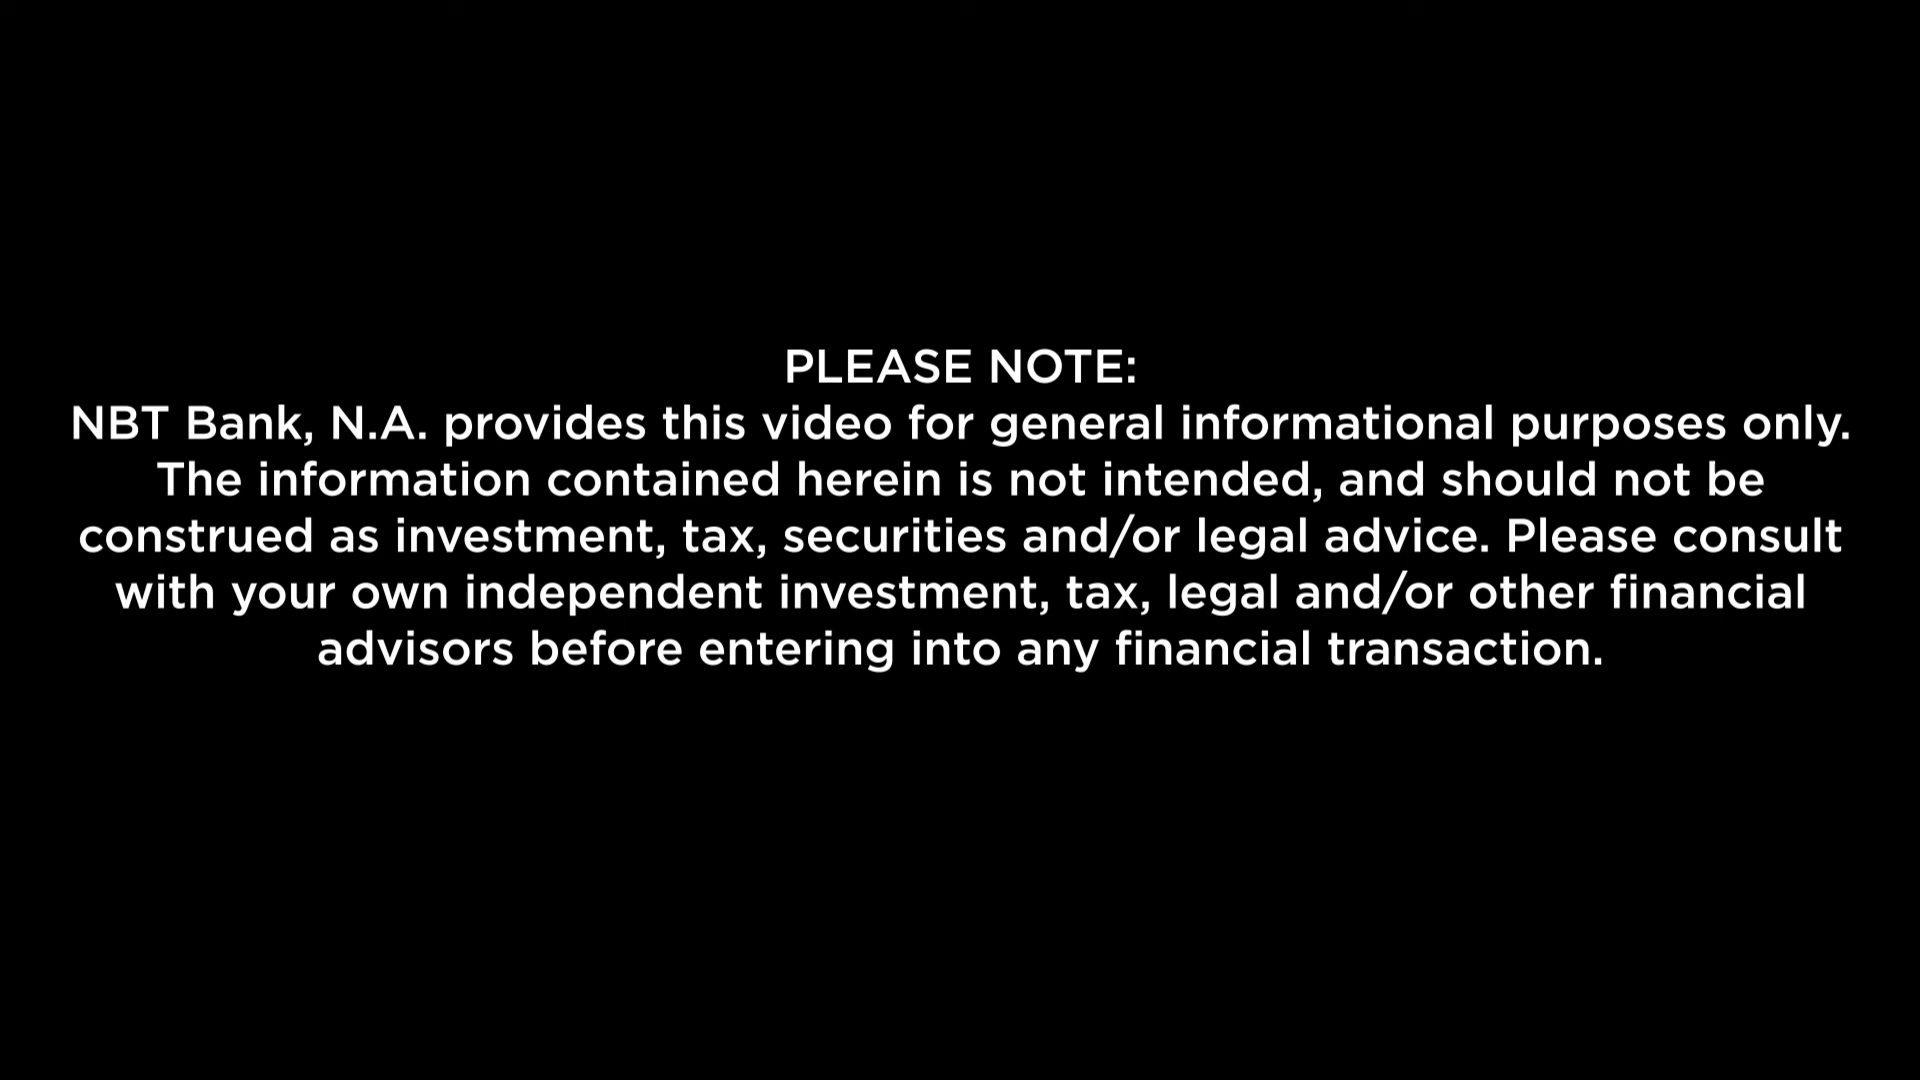 PLEASE NOTE:
NBT Bank, N.A. provides this video for general informational purposes only.
The information contained herein is not intended, and should not be
construed as investment, tax, securities and/or legal advice. Please consult
with your own independent investment, tax, legal and/or other financial
advisors before entering into any financial transaction.